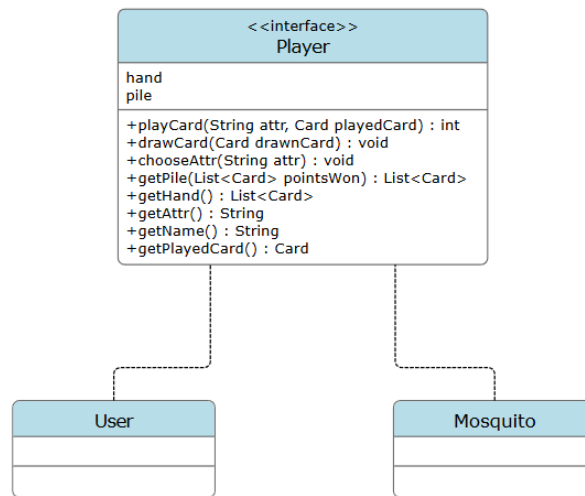 <<interface>>
Player
hand
pile
+playCard(String attr, Card playedCard) : int
+drawCard(Card drawnCard) : void
+chooseAttr(String attr) : void
+getPile(List<Card> pointsWon) : List<Card>
+getHand() : List<Card>
+getAttr() : String
+getName() : String
+getPlayedCard() : Card
User
Mosquito